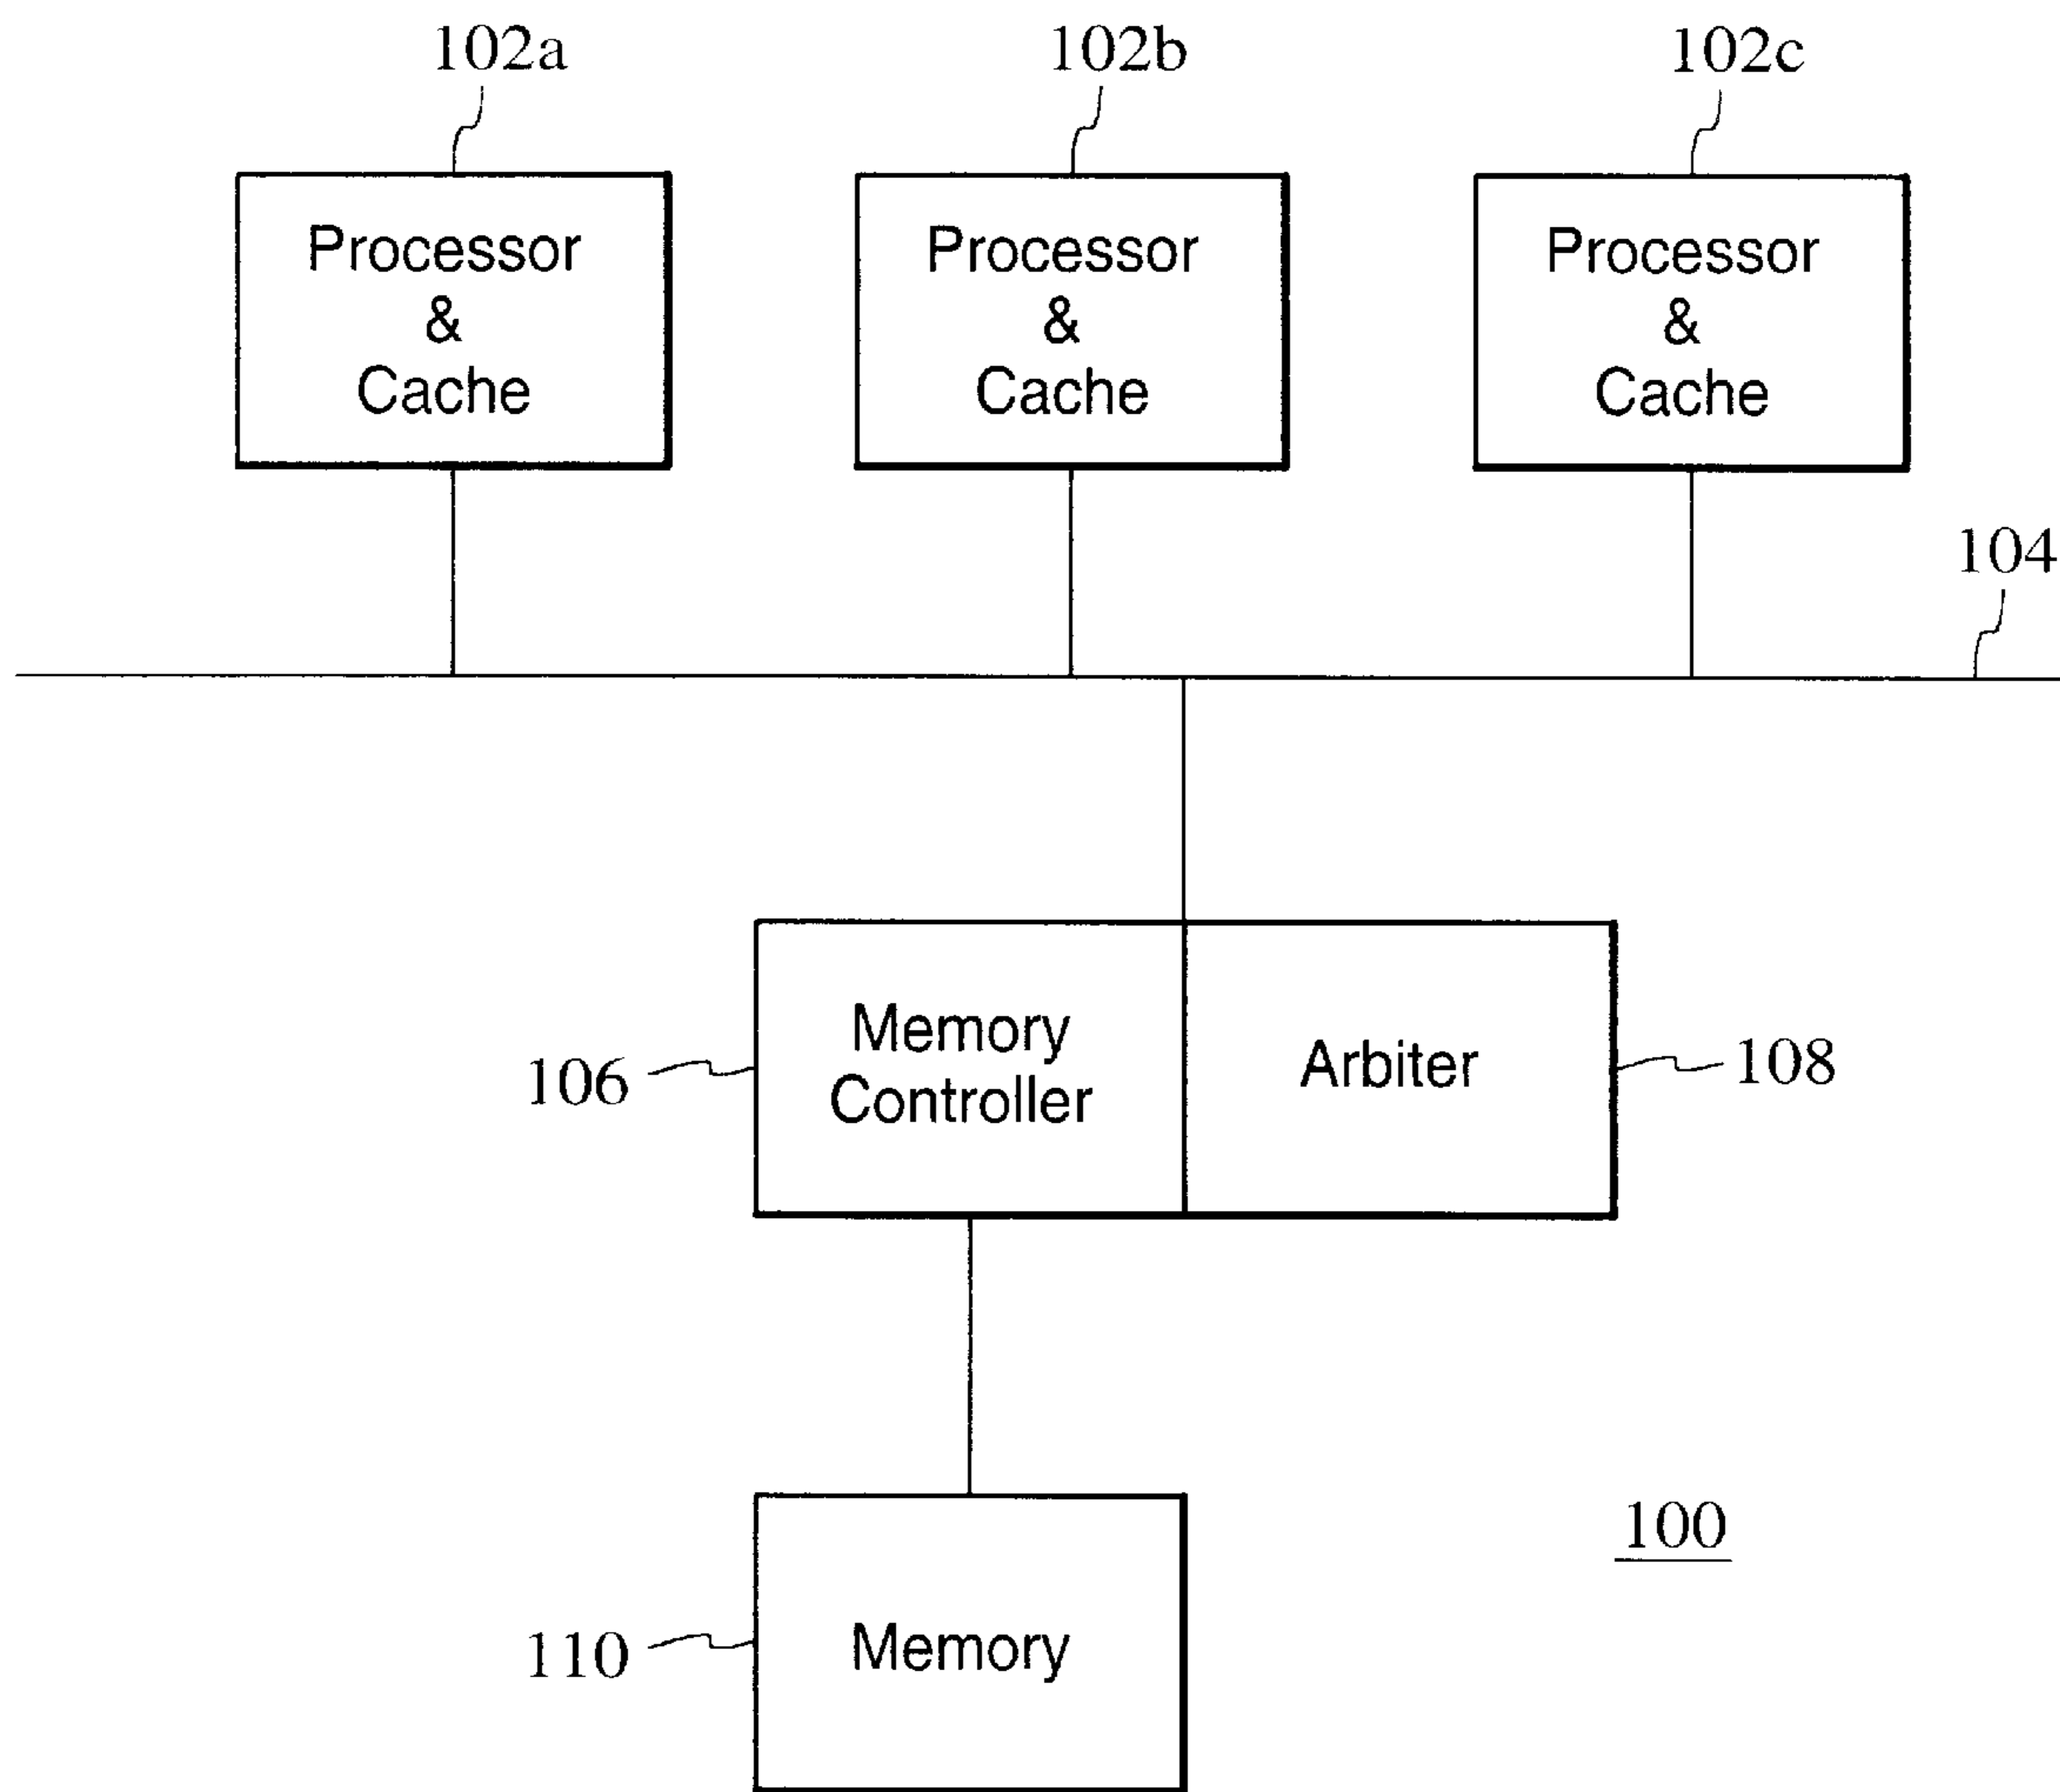 102a
102b
102c
Processor
&
Cache
Processor
&
Cache
Processor
&
Cache
104
Memory
Controller
106
Arbiter
108
100
Memory
110